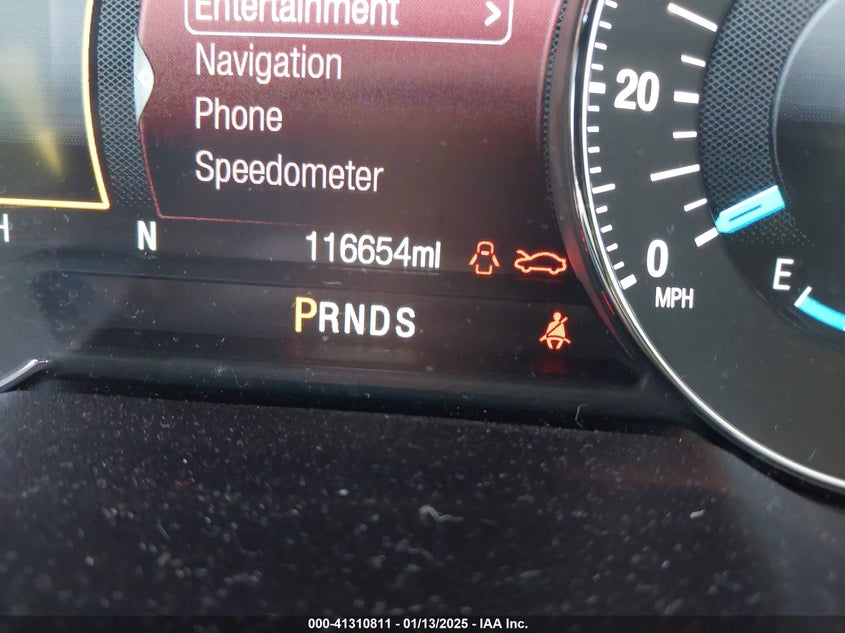 Entertainment >
Navigation
Phone
Speedometer
20
0
MPH
E
H
N
116654mi
PRNDS
000-41310811 - 01/13/2025 - IAA Inc.